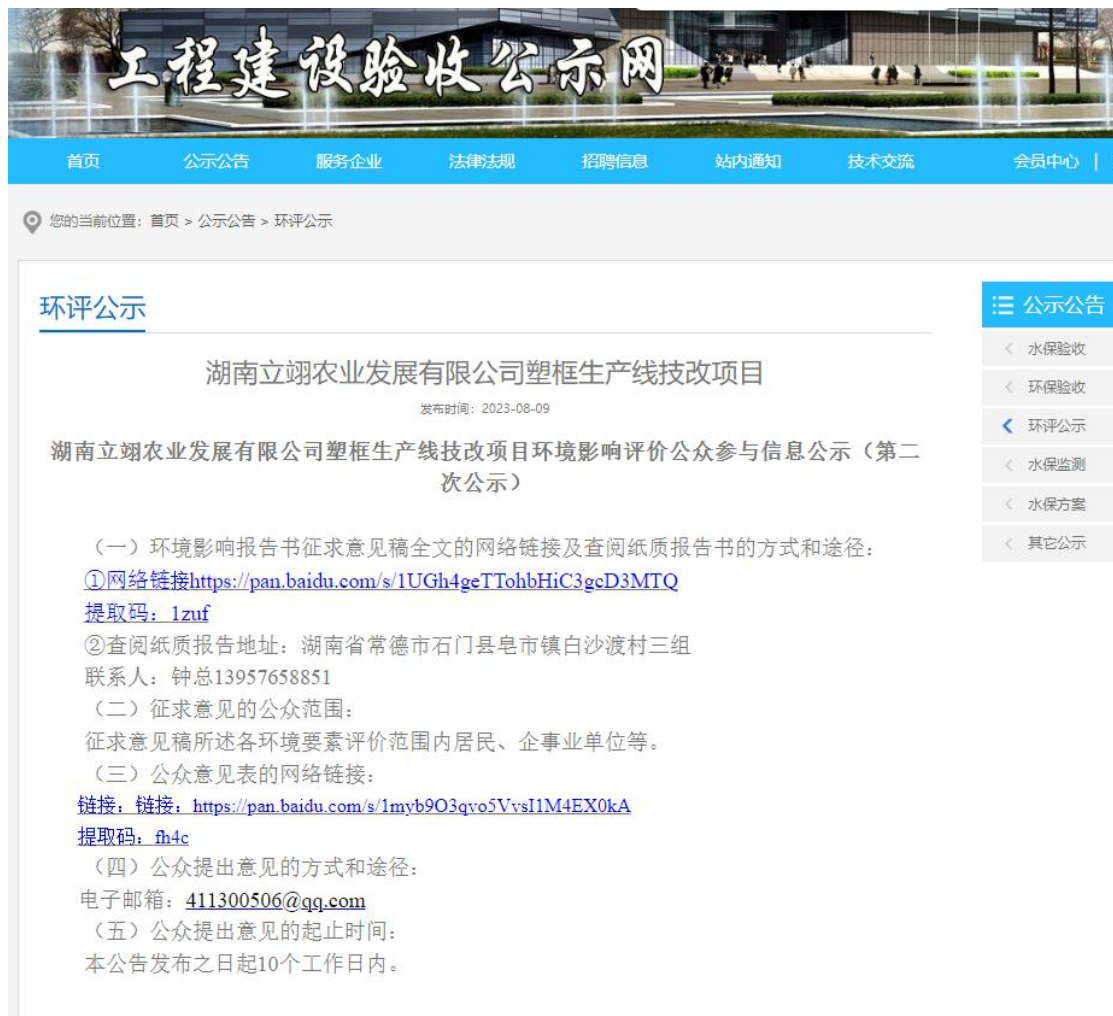 工程建设验收公示网
首页 公示公告 服务企业 法律法规 招聘信息 站内通知 技术交流 会员中心 |
您的当前位置：首页 > 公示公告 > 环评公示
环评公示
湖南立翊农业发展有限公司塑框生产线技改项目
发布时间：2023-08-09
湖南立翊农业发展有限公司塑框生产线技改项目环境影响评价公众参与信息公示（第二
次公示）
（一）环境影响报告书征求意见稿全文的网络链接及查阅纸质报告书的方式和途径：
①网络链接https://pan.baidu.com/s/1UGh4geTTohbHiC3gcD3MTQ
提取码：1zuf
②查阅纸质报告地址：湖南省常德市石门县皂市镇白沙渡村三组
联系人：钟总13957658851
（二）征求意见的公众范围：
征求意见稿所述各环境要素评价范围内居民、企事业单位等。
（三）公众意见表的网络链接：
链接：链接：https://pan.baidu.com/s/1myb9O3qvo5VvsI1M4EX0kA
提取码：fh4c
（四）公众提出意见的方式和途径：
电子邮箱：411300506@qq.com
（五）公众提出意见的起止时间：
本公告发布之日起10个工作日内。
公示公告
水保验收
环保验收
环评公示
水保监测
水保方案
其它公示